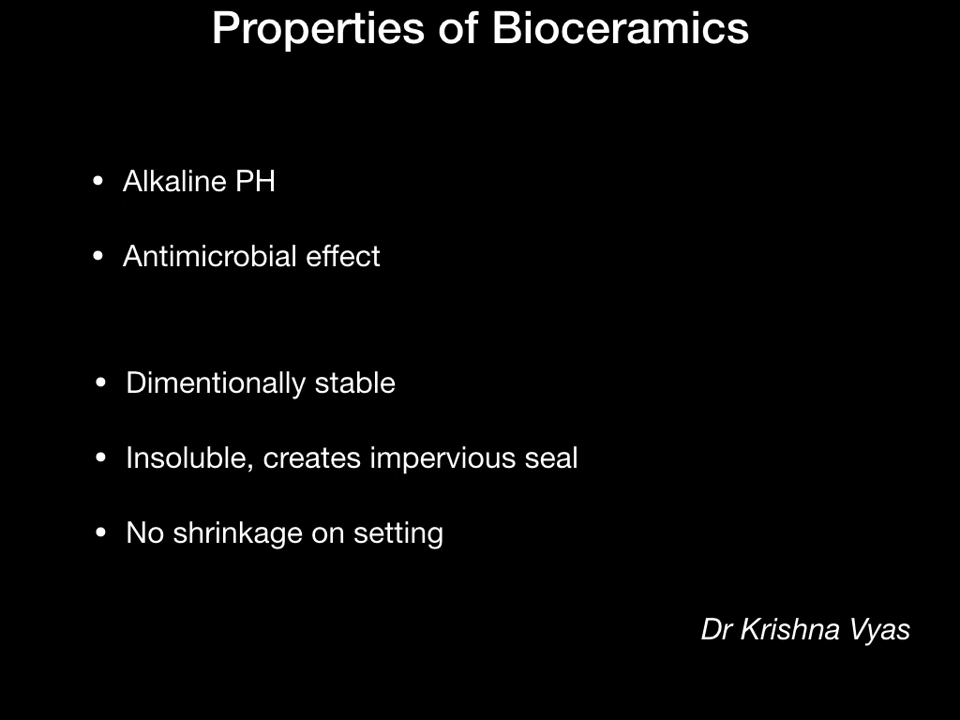 Properties of Bioceramics
• Alkaline PH
• Antimicrobial effect
• Dimentionally stable
• Insoluble, creates impervious seal
• No shrinkage on setting
Dr Krishna Vyas